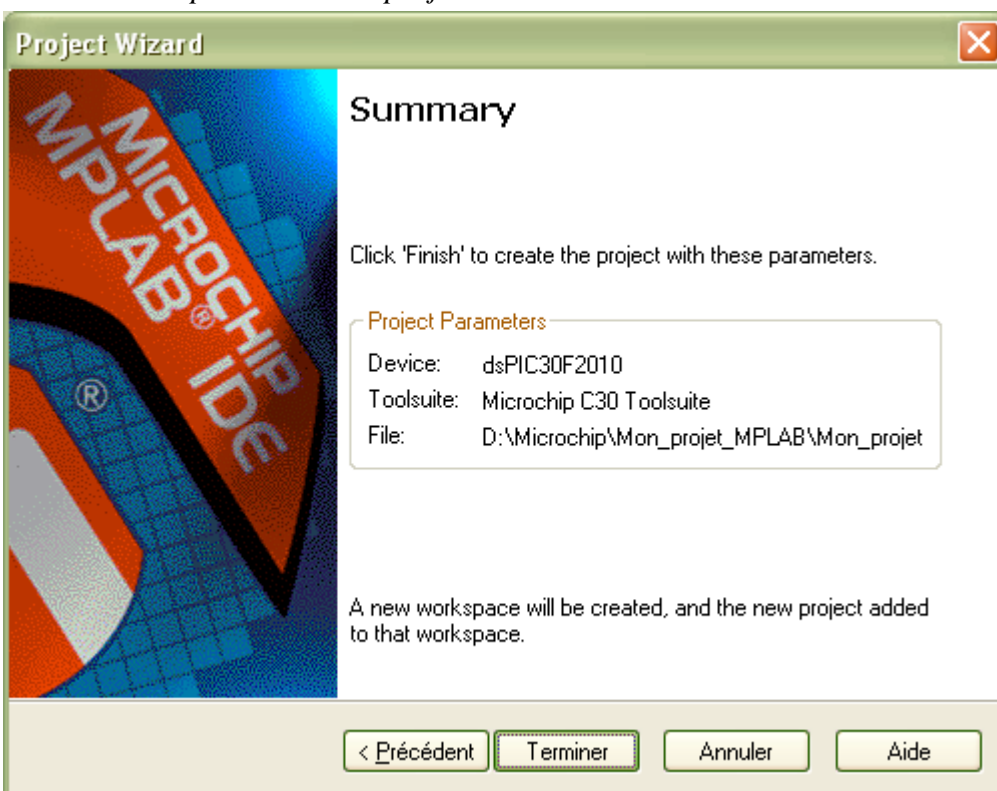 Project Wizard
MICROCHIP
MPLAB® IDE
®
Summary
Click 'Finish' to create the project with these parameters.
Project Parameters
Device: dsPIC30F2010
Toolsuite: Microchip C30 Toolsuite
File: D:\Microchip\Mon_projet_MPLAB\Mon_projet
A new workspace will be created, and the new project added
to that workspace.
< Précédent Terminer Annuler Aide